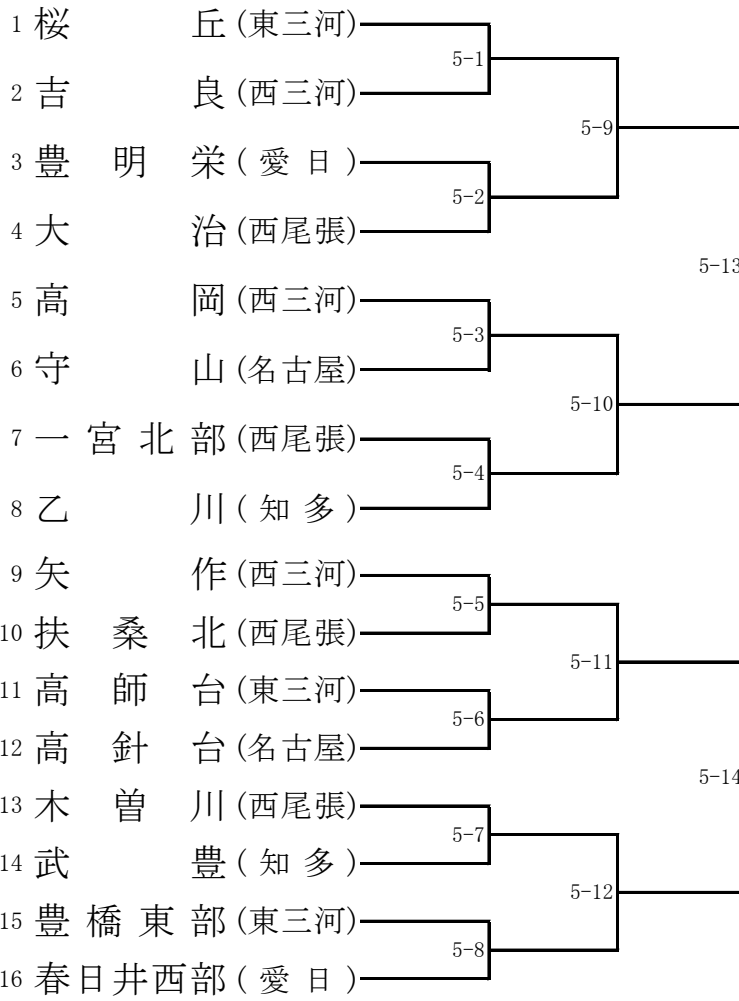 1 桜 丘 (東三河)
5-1
2 吉 良 (西三河)
5-9
3 豊 明 栄 ( 愛 日 )
5-2
4 大 治 (西尾張)
5-13
5 高 岡 (西三河)
5-3
6 守 山 (名古屋)
5-10
7 一 宮 北 部 (西尾張)
5-4
8 乙 川 ( 知 多 )
9 矢 作 (西三河)
5-5
10 扶 桑 北 (西尾張)
5-11
11 高 師 台 (東三河)
5-6
12 高 針 台 (名古屋)
5-14
13 木 曽 川 (西尾張)
5-7
14 武 豊 ( 知 多 )
5-12
15 豊 橋 東 部 (東三河)
5-8
16 春日井西部 ( 愛 日 )